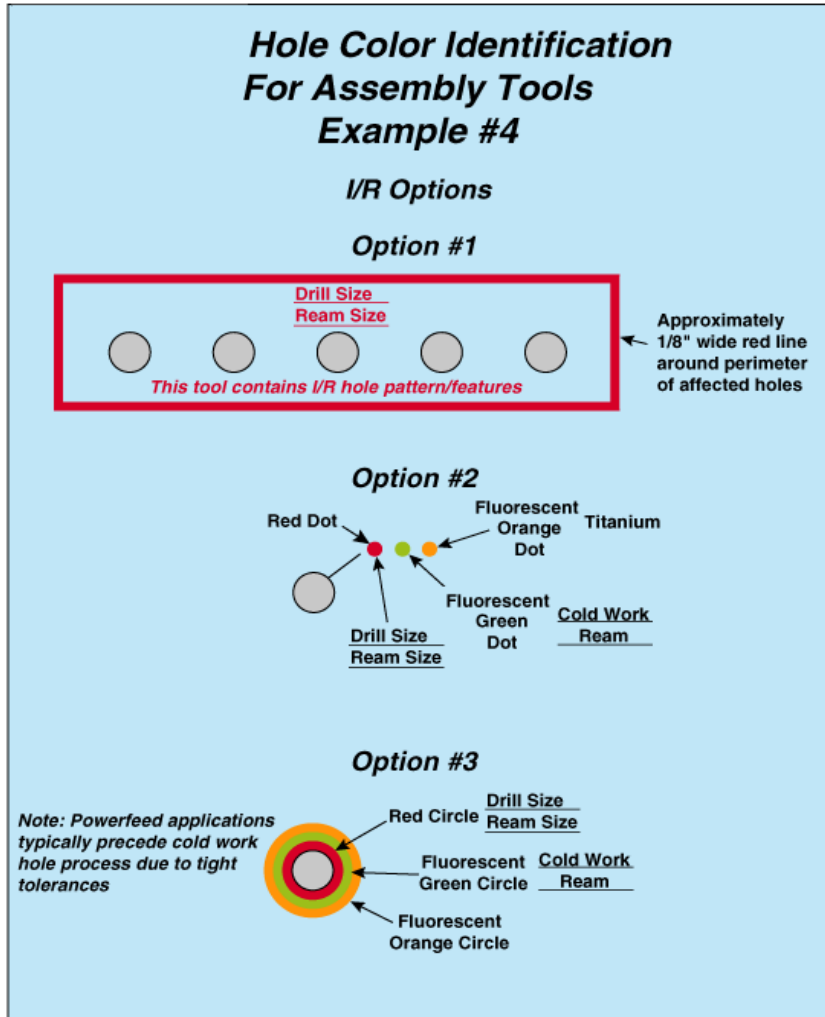 Hole Color Identification
For Assembly Tools
Example #4
I/R Options
Option #1
Drill Size
Ream Size
This tool contains I/R hole pattern/features
Approximately
1/8" wide red line
around perimeter
of affected holes
Option #2
Red Dot
Fluorescent
Orange
Dot
Titanium
Drill Size
Ream Size
Fluorescent
Green
Dot
Cold Work
Ream
Option #3
Note: Powerfeed applications
typically precede cold work
hole process due to tight
tolerances
Red Circle
Drill Size
Ream Size
Fluorescent
Green Circle
Cold Work
Ream
Fluorescent
Orange Circle